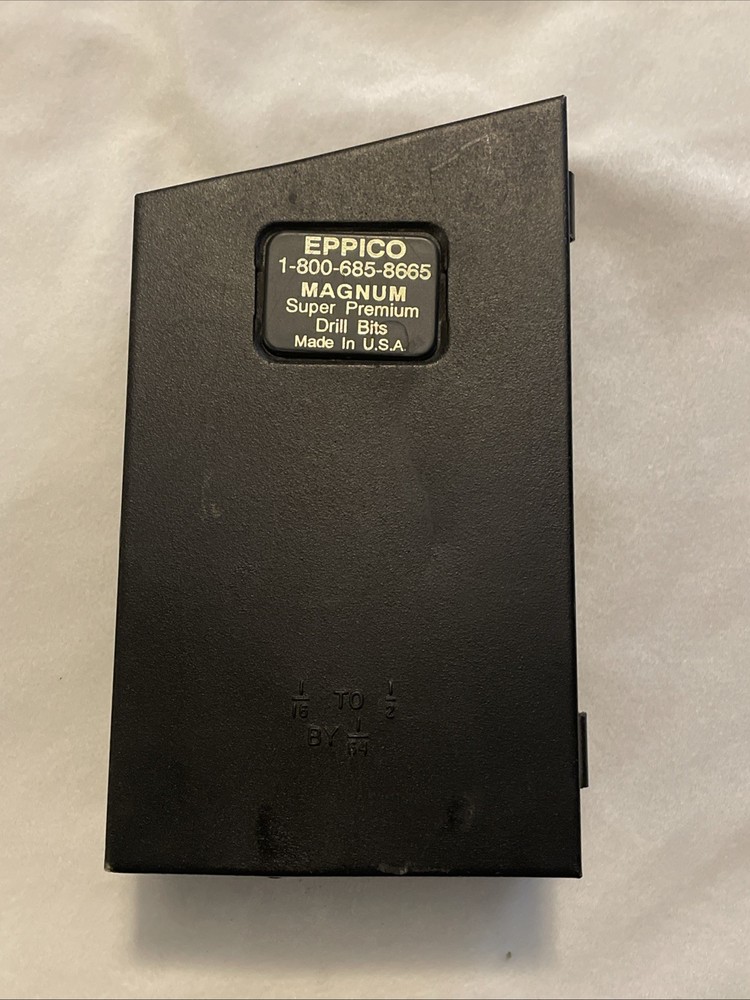 EPPICO
1-800-685-8665
MAGNUM
Super Premium
Drill Bits
Made In U.S.A.
1/16 TO 1/2
BY 1/64